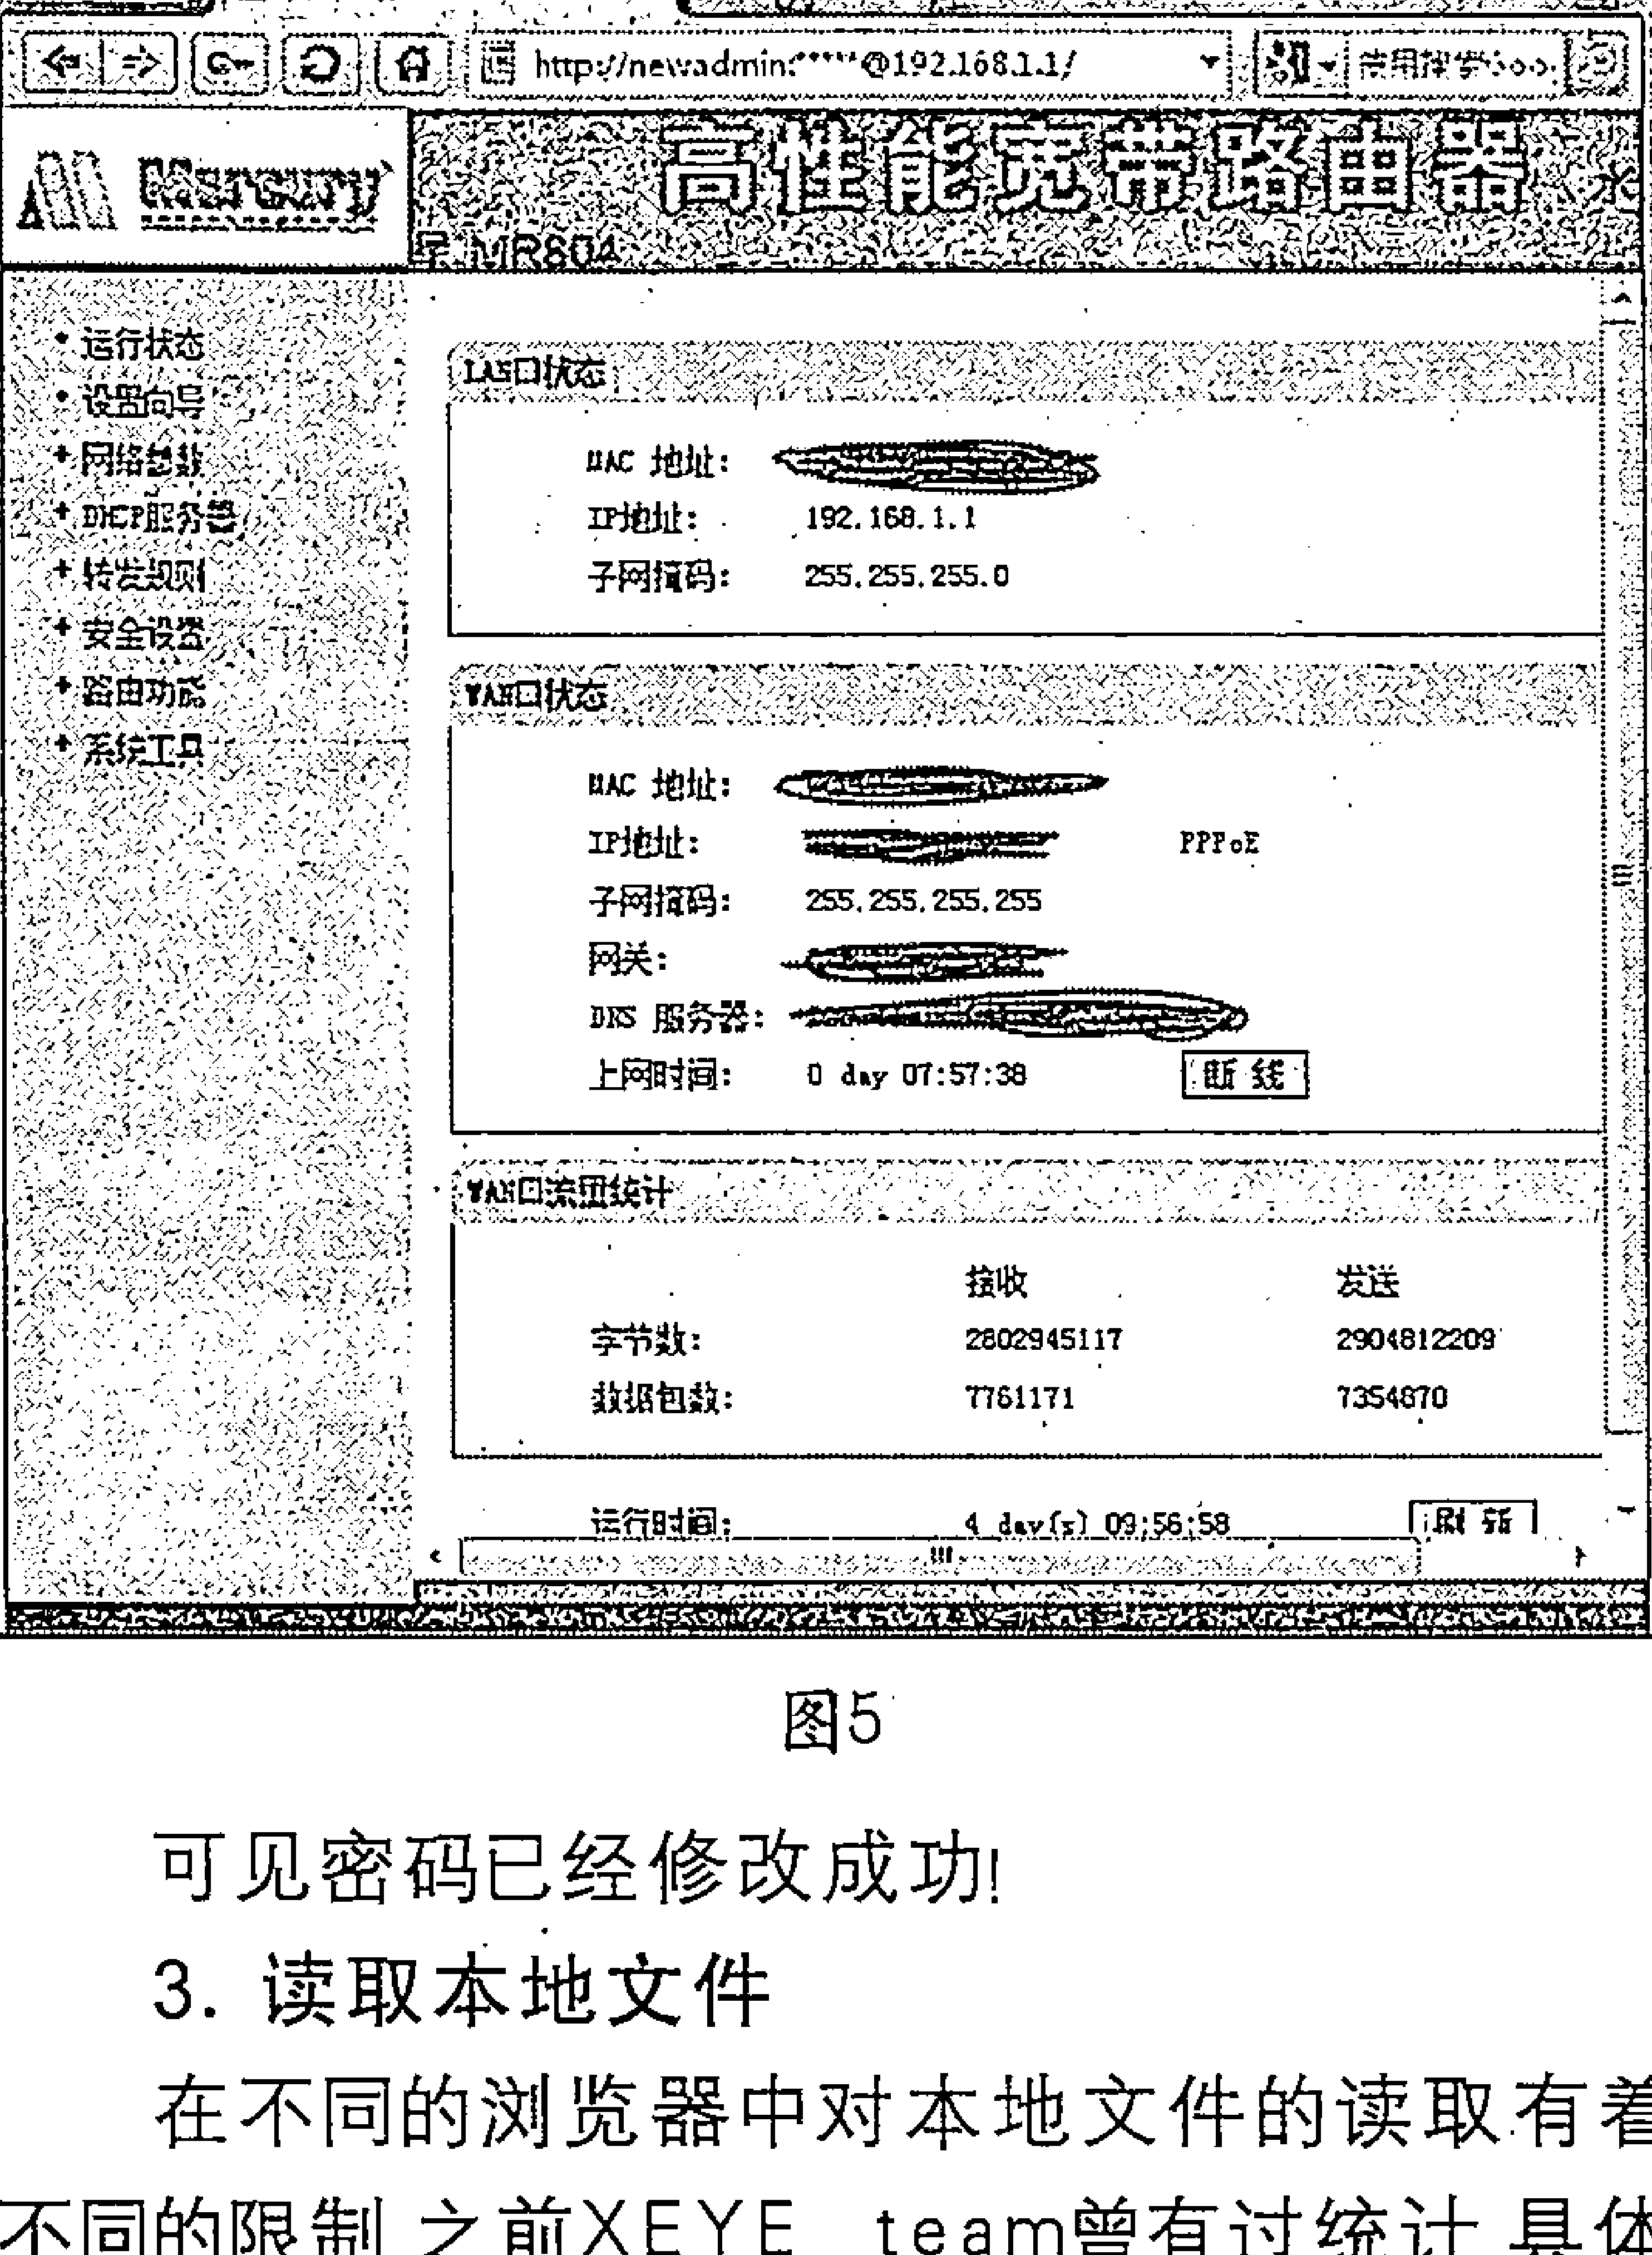 http://newadmin:*****@192.168.1.1/
Mercury
高性能宽带路由器
MR804
运行状态
设置向导
网络参数
DHCP服务器
转发规则
安全设置
路由功能
系统工具
LAN口状态
MAC 地址:
IP地址: 192.168.1.1
子网掩码: 255.255.255.0
WAN口状态
MAC 地址:
IP地址: PPPoE
子网掩码: 255.255.255.255
网关:
DNS 服务器:
上网时间: 0 day 07:57:38 断 线
WAN口流量统计
接收 发送
字节数: 2802945117 2904812209
数据包数: 7761171 7354870
运行时间: 4 day(s) 09:56:58 刷 新
图5
可见密码已经修改成功!
3. 读取本地文件
在不同的浏览器中对本地文件的读取有着
不同的限制 之前XEYE team曾有过统计 具体